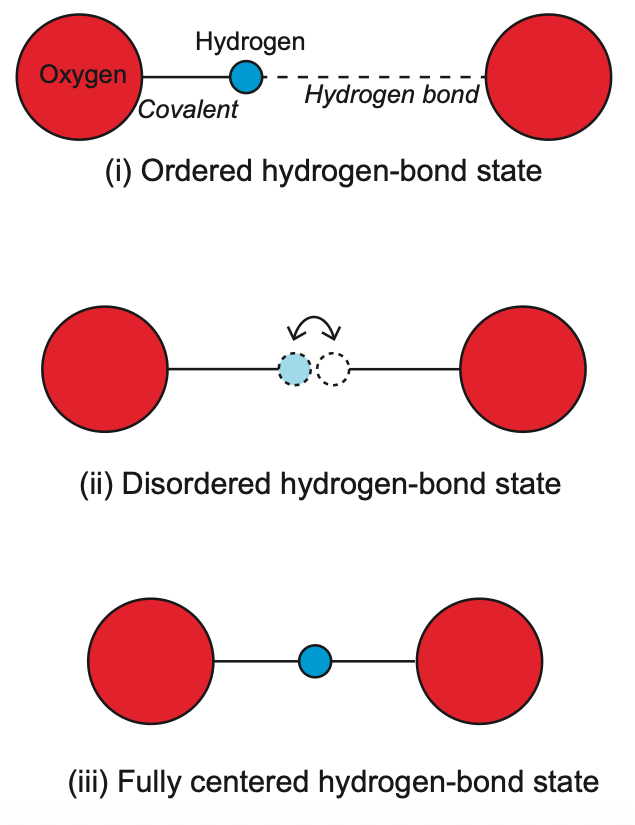 Hydrogen
Oxygen
Covalent
Hydrogen bond
(i) Ordered hydrogen-bond state
(ii) Disordered hydrogen-bond state
(iii) Fully centered hydrogen-bond state